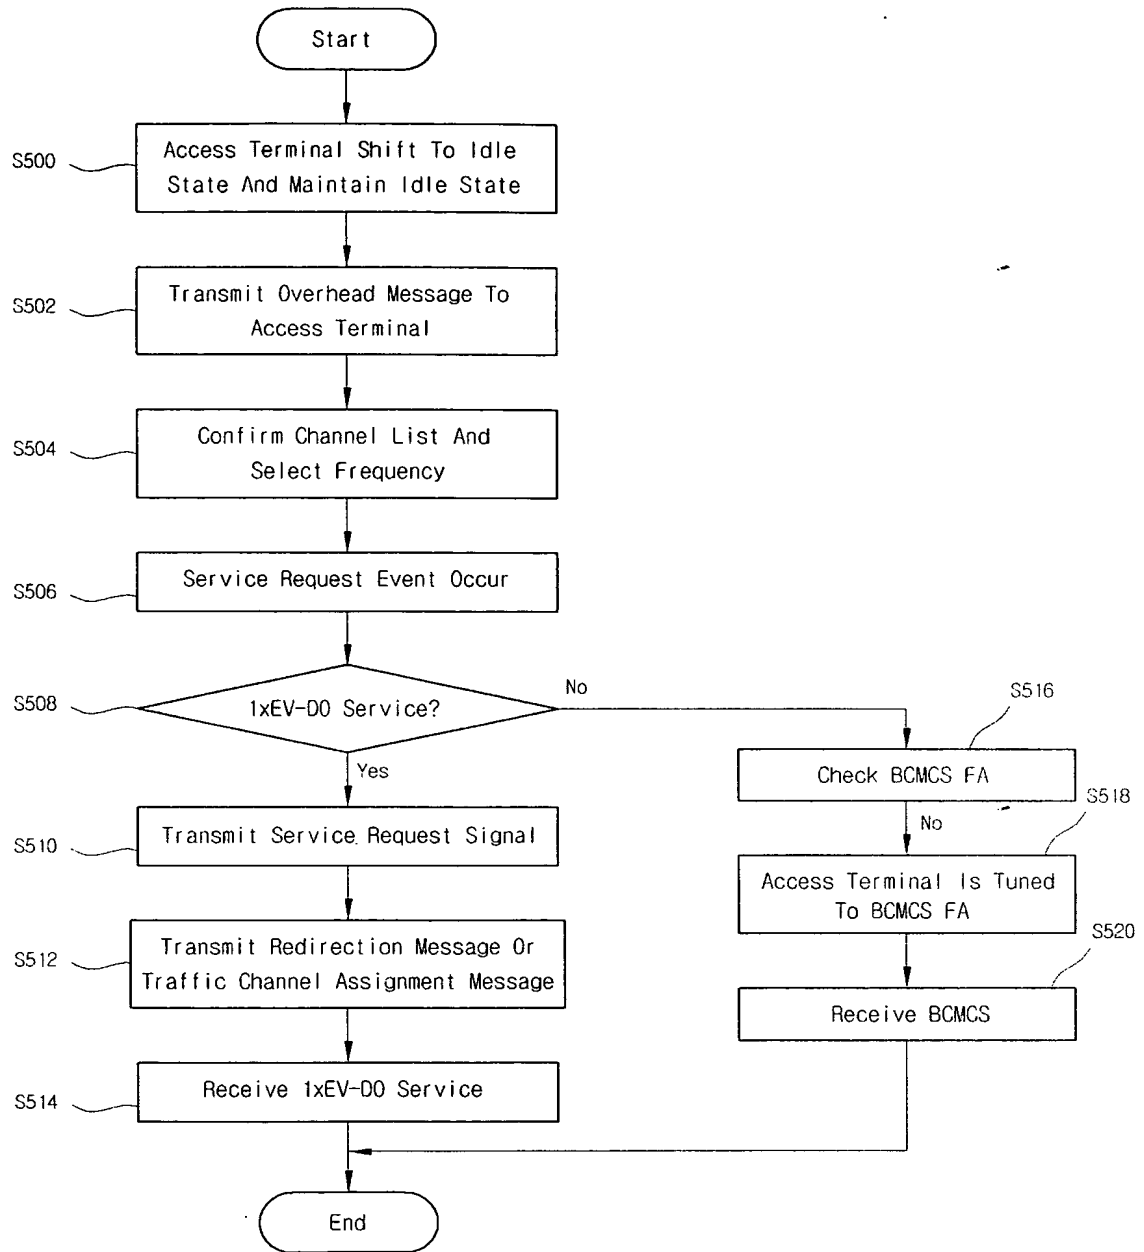 Start
S500
Access Terminal Shift To Idle
State And Maintain Idle State
S502
Transmit Overhead Message To
Access Terminal
S504
Confirm Channel List And
Select Frequency
S506
Service Request Event Occur
S508
1xEV-DO Service?
No
Yes
S516
Check BCMCS FA
No
S518
S510
Transmit Service Request Signal
Access Terminal Is Tuned
To BCMCS FA
S512
Transmit Redirection Message Or
Traffic Channel Assignment Message
S520
Receive BCMCS
S514
Receive 1xEV-DO Service
End